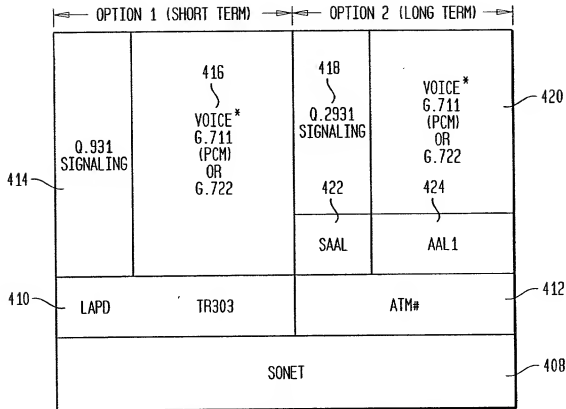 OPTION 1 (SHORT TERM)
OPTION 2 (LONG TERM)
416
418
420
VOICE*
G.711
(PCM)
OR
G.722
Q.2931
SIGNALING
VOICE*
G.711
(PCM)
OR
G.722
Q.931
SIGNALING
414
422
424
SAAL
AAL1
410
LAPD
TR303
ATM#
412
SONET
408